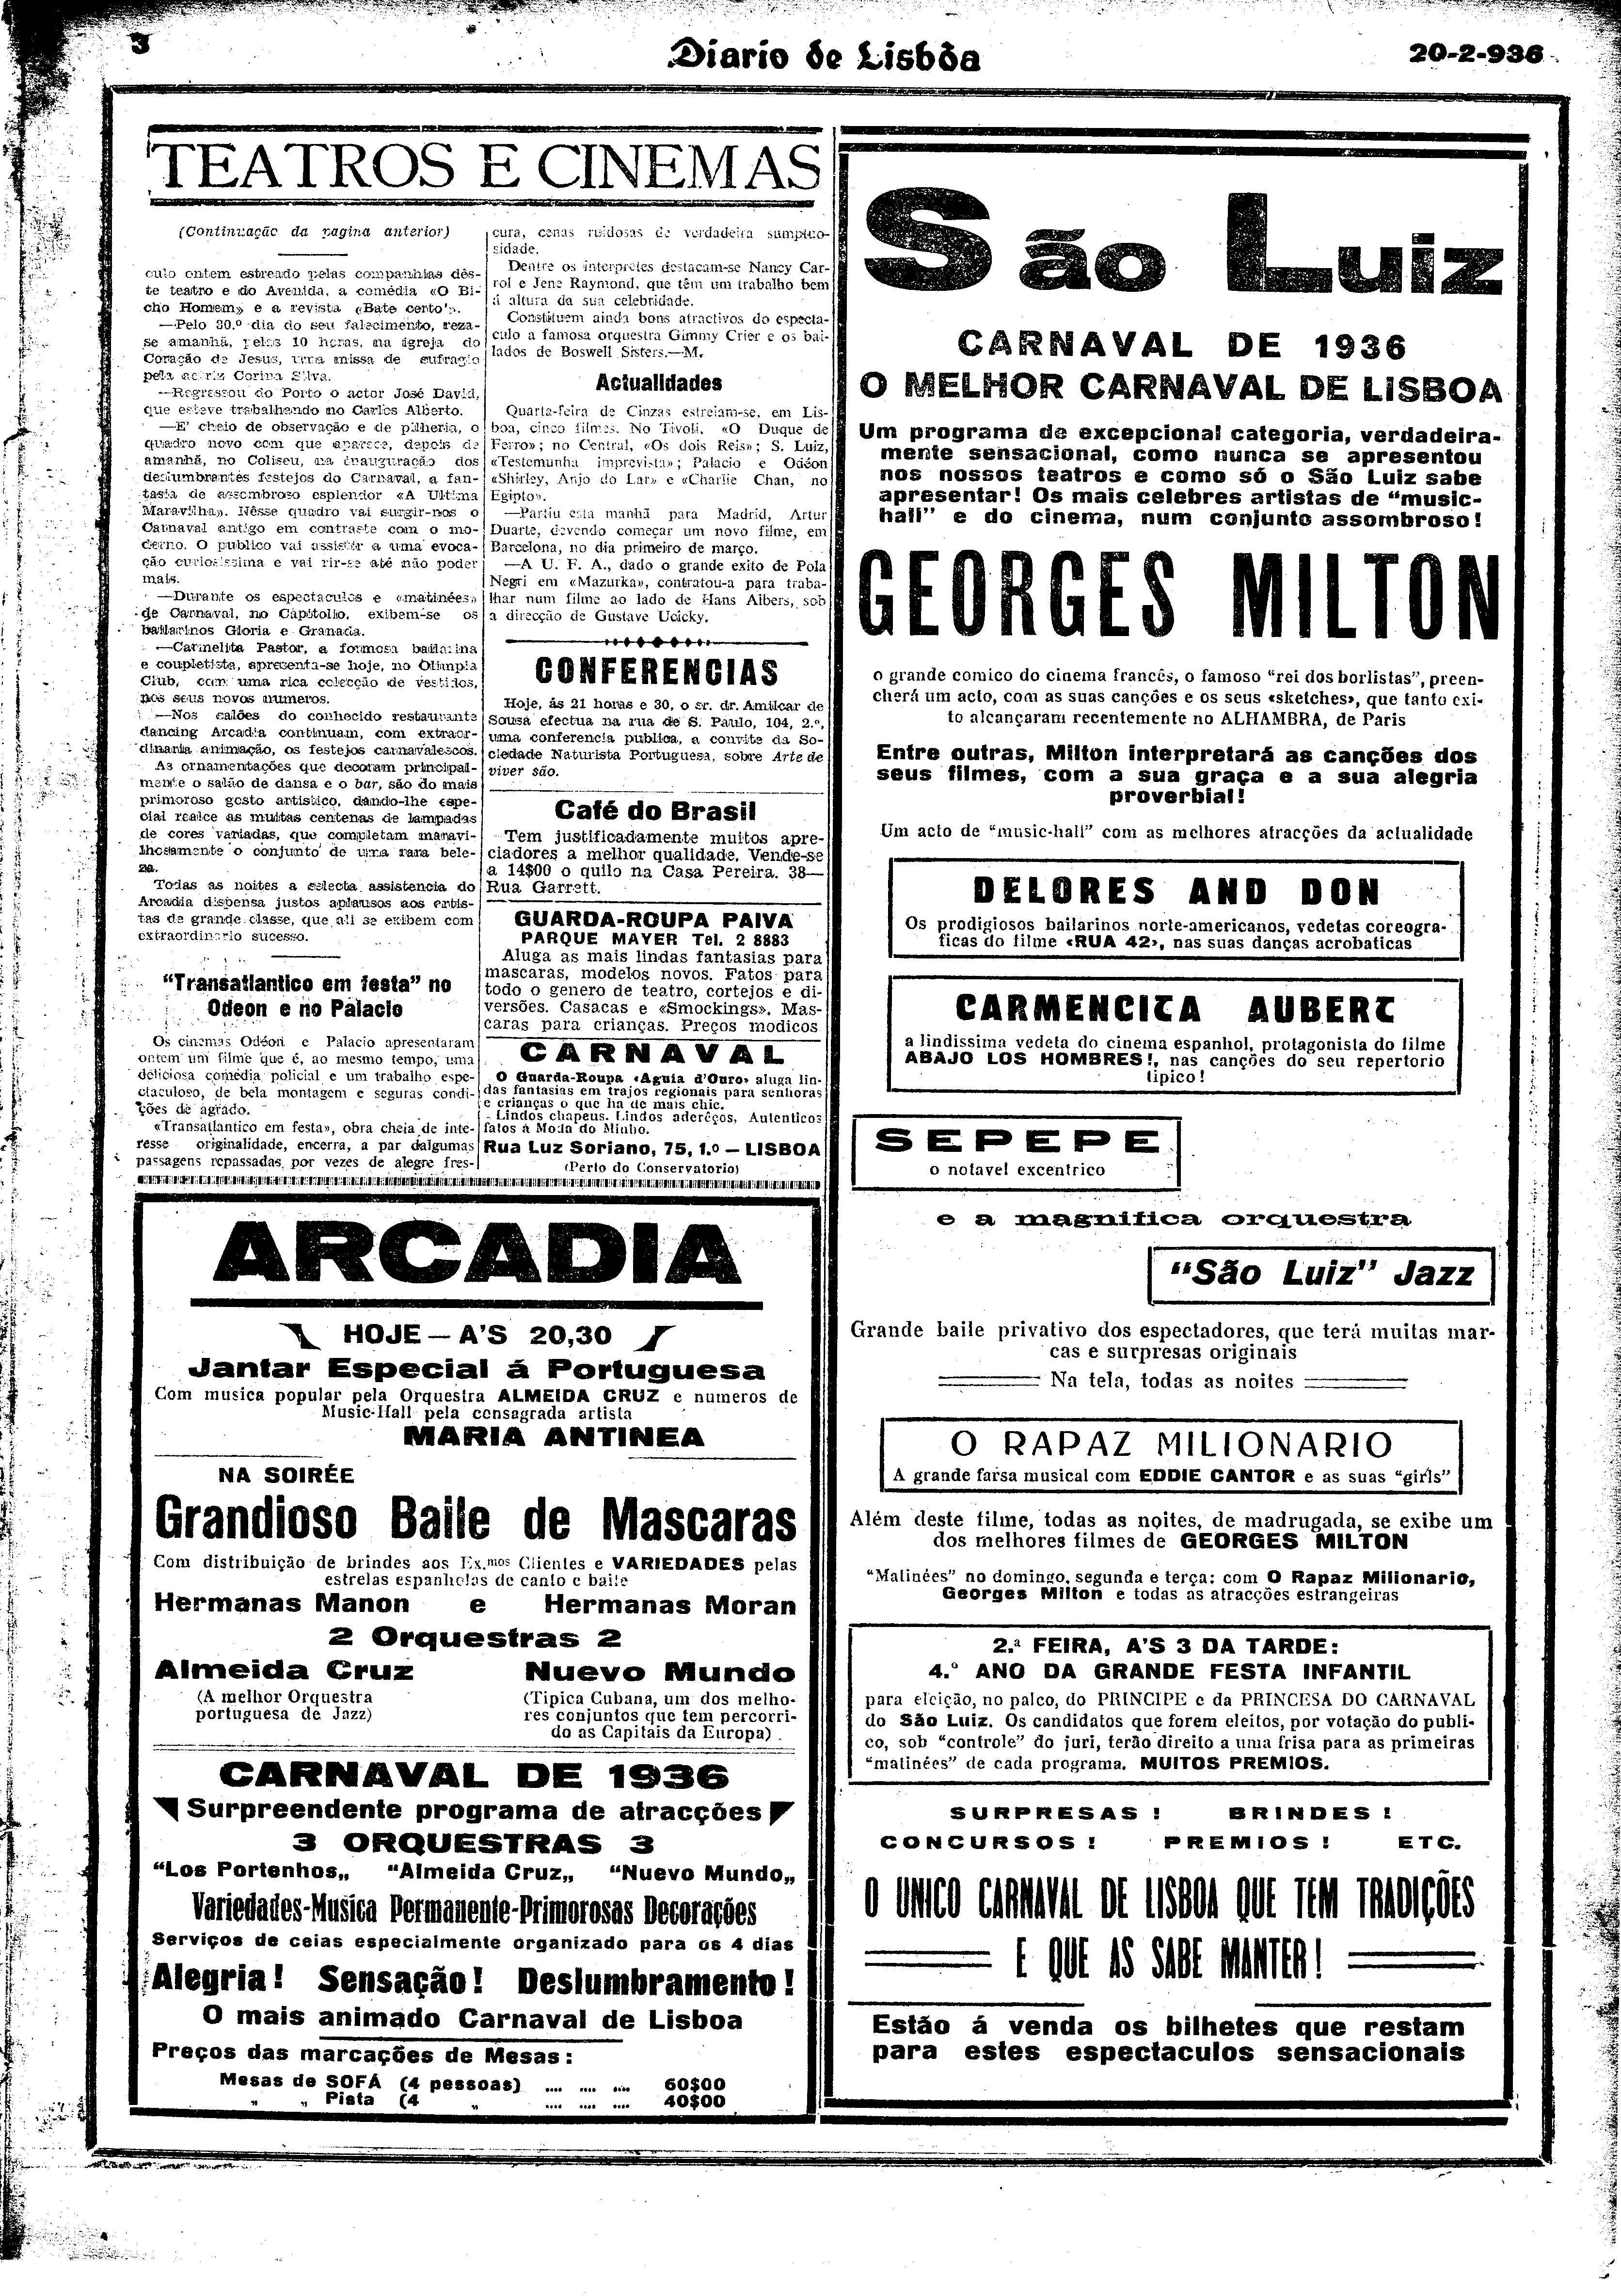 3
Diario de Lisbôa
20-2-936
TEATROS E CINEMAS
(Continuação da pagina anterior)
culo ontem estreado pelas companhias dês-
te teatro e do Avenida, a comédia «O Bi-
cho Homem» e a revista «Bate certo!».
—Pelo 30.º dia do seu falecimento, reza-
se amanhã, pelas 10 horas, na igreja do
Coração de Jesus, uma missa de sufragio
pela actriz Corina Silva.
—Regressou do Porto o actor José David,
que esteve trabalhando no Carlos Alberto.
—E' cheio de observação e de pilheria, o
quadro novo com que aparece, depois de
amanhã, no Coliseu, na inauguração dos
deslumbrantes festejos do Carnaval, a fan-
tasia de assombroso esplendor «A Ultima
Maravilha». Nêsse quadro vai surgir-nos o
Carnaval antigo em contraste com o mo-
derno. O publico vai assistir a uma evoca-
ção curiosissima e vai rir-se até não poder
mais.
—Durante os espectaculos e «matinées»
de Carnaval, no Capitolio, exibem-se os
bailarinos Gloria e Granada.
—Carmelita Pastor, a formosa bailarina
e coupletista, apresenta-se hoje, no Olimpia
Club, com uma rica colecção de vestidos,
nos seus novos numeros.
—Nos salões do conhecido restaurante
dancing Arcadia continuam, com extraor-
dinaria animação, os festejos carnavalescos.
As ornamentações que decoram principal-
mente o salão de dansa e o bar, são do mais
primoroso gosto artistico, dando-lhe espe-
cial realce as muitas centenas de lampadas
de cores variadas, que completam maravi-
lhosamente o conjunto de uma rara bele-
za.
Todas as noites a selecta assistencia do
Arcadia dispensa justos aplausos aos artis-
tas de grande classe, que ali se exibem com
extraordinario sucesso.
"Transatlantico em festa" no
Odeon e no Palacio
Os cinemas Odéon e Palacio apresentaram
ontem um filme que é, ao mesmo tempo, uma
deliciosa comédia policial e um trabalho espe-
ctaculoso, de bela montagem e seguras condi-
ções de agrado.
«Transatlantico em festa», obra cheia de inte-
resse originalidade, encerra, a par dalgumas
passagens repassadas por vezes de alegre fres-
cura, cenas ruidosas de verdadeira sumptuo-
sidade.
Dentre os interpretes destacam-se Nancy Car-
rol e Jene Raymond, que têm um trabalho bem
á altura da sua celebridade.
Constituem ainda bons atractivos do especta-
culo a famosa orquestra Gimmy Crier e os bai-
lados de Boswell Sisters.—M.
Actualidades
Quarta-feira de Cinzas estreiam-se, em Lis-
boa, cinco filmes. No Tivoli, «O Duque de
Ferro»; no Central, «Os dois Reis»; S. Luiz,
«Testemunha imprevista»; Palacio e Odéon
«Shirley, Anjo do Lar» e «Charlie Chan, no
Egipto».
—Partiu esta manhã para Madrid, Artur
Duarte, devendo começar um novo filme, em
Barcelona, no dia primeiro de março.
—A U. F. A., dado o grande exito de Pola
Negri em «Mazurka», contratou-a para traba-
lhar num filme ao lado de Hans Albers, sob
a direcção de Gustave Ucicky.
CONFERENCIAS
Hoje, ás 21 horas e 30, o sr. dr. Amilcar de
Sousa efectua na rua de S. Paulo, 104, 2.º,
uma conferencia publica, a convite da So-
ciedade Naturista Portuguesa, sobre Arte de
viver são.
Café do Brasil
Tem justificadamente muitos apre-
ciadores a melhor qualidade. Vende-se
a 14$00 o quilo na Casa Pereira. 38—
Rua Garrett.
GUARDA-ROUPA PAIVA
PARQUE MAYER Tel. 2 8883
Aluga as mais lindas fantasias para
mascaras, modelos novos. Fatos para
todo o genero de teatro, cortejos e di-
versões. Casacas e «Smockings». Mas-
caras para crianças. Preços modicos
CARNAVAL
O Guarda-Roupa «Aguia d'Ouro» aluga lin-
das fantasias em trajos regionais para senhoras
e crianças o que ha de mais chic.
- Lindos chapeus. Lindos aderêços, Autenticos
fatos á Moda do Minho.
Rua Luz Soriano, 75, 1.º — LISBOA
(Perto do Conservatorio)
ARCADIA
HOJE — A'S 20,30
Jantar Especial á Portuguesa
Com musica popular pela Orquestra ALMEIDA CRUZ e numeros de
Music-Hall pela consagrada artista
MARIA ANTINEA
NA SOIRÉE
Grandioso Baile de Mascaras
Com distribuição de brindes aos Ex.mos Clientes e VARIEDADES pelas
estrelas espanholas de canto e baile
Hermanas Manon e Hermanas Moran
2 Orquestras 2
Almeida Cruz Nuevo Mundo
(A melhor Orquestra
portuguesa de Jazz)
(Tipica Cubana, um dos melho-
res conjuntos que tem percorri-
do as Capitais da Europa)
CARNAVAL DE 1936
Surpreendente programa de atracções
3 ORQUESTRAS 3
"Los Portenhos„ "Almeida Cruz„ "Nuevo Mundo„
Variedades-Musica Permanente-Primorosas Decorações
Serviços de ceias especialmente organizado para os 4 dias
Alegria! Sensação! Deslumbramento!
O mais animado Carnaval de Lisboa
Preços das marcações de Mesas:
Mesas de SOFÁ (4 pessoas) .... .... .... 60$00
" „ Pista (4 „ .... .... .... 40$00
São Luiz
CARNAVAL DE 1936
O MELHOR CARNAVAL DE LISBOA
Um programa de excepcional categoria, verdadeira-
mente sensacional, como nunca se apresentou
nos nossos teatros e como só o São Luiz sabe
apresentar! Os mais celebres artistas de "music-
hall" e do cinema, num conjunto assombroso!
GEORGES MILTON
o grande comico do cinema francês, o famoso "rei dos borlistas", preen-
cherá um acto, com as suas canções e os seus «sketches», que tanto exi-
to alcançaram recentemente no ALHAMBRA, de Paris
Entre outras, Milton interpretará as canções dos
seus filmes, com a sua graça e a sua alegria
proverbial!
Um acto de "music-hall" com as melhores atracções da actualidade
DELORES AND DON
Os prodigiosos bailarinos norte-americanos, vedetas coreogra-
ficas do filme «RUA 42», nas suas danças acrobaticas
CARMENCITA AUBERT
a lindissima vedeta do cinema espanhol, protagonista do filme
ABAJO LOS HOMBRES!, nas canções do seu repertorio
tipico!
SEPEPE
o notavel excentrico
e a magnifica orquestra
"São Luiz" Jazz
Grande baile privativo dos espectadores, que terá muitas mar-
cas e surpresas originais
Na tela, todas as noites
O RAPAZ MILIONARIO
A grande farsa musical com EDDIE CANTOR e as suas "girls"
Além deste filme, todas as noites, de madrugada, se exibe um
dos melhores filmes de GEORGES MILTON
"Matinées" no domingo, segunda e terça: com O Rapaz Milionario,
Georges Milton e todas as atracções estrangeiras
2.ª FEIRA, A'S 3 DA TARDE:
4.º ANO DA GRANDE FESTA INFANTIL
para eleição, no palco, do PRINCIPE e da PRINCESA DO CARNAVAL
do São Luiz. Os candidatos que forem eleitos, por votação do publi-
co, sob "controle" do juri, terão direito a uma frisa para as primeiras
"matinées" de cada programa. MUITOS PREMIOS.
SURPRESAS! BRINDES!
CONCURSOS! PREMIOS! ETC.
O UNICO CARNAVAL DE LISBOA QUE TEM TRADIÇÕES
E QUE AS SABE MANTER!
Estão á venda os bilhetes que restam
para estes espectaculos sensacionais